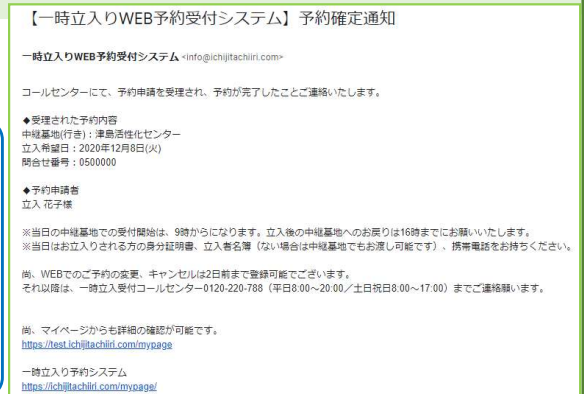 【一時立入りWEB予約受付システム】予約確定通知
一時立入りWEB予約受付システム <info@ichijitachiiri.com>
コールセンターにて、予約申請を受理され、予約が完了したことご連絡いたします。
◆受理された予約内容
中継基地(行き)：津島活性化センター
立入希望日：2020年12月8日(火)
問合せ番号：0500000
◆予約申請者
立入 花子様
※当日の中継基地での受付開始は、9時からになります。立入後の中継基地へのお戻りは16時までにお願いいたします。
※当日はお立入りされる方の身分証明書、立入者名簿（ない場合は中継基地でもお渡し可能です）、携帯電話をお持ちください。
尚、WEBでのご予約の変更、キャンセルは2日前まで登録可能でございます。
それ以降は、一時立入受付コールセンター0120-220-788（平日8:00～20:00／土日祝日8:00～17:00）までご連絡願います。
尚、マイページからも詳細の確認が可能です。
https://test.ichijitachiiri.com/mypage
一時立入り予約システム
https://ichijitachiiri.com/mypage/